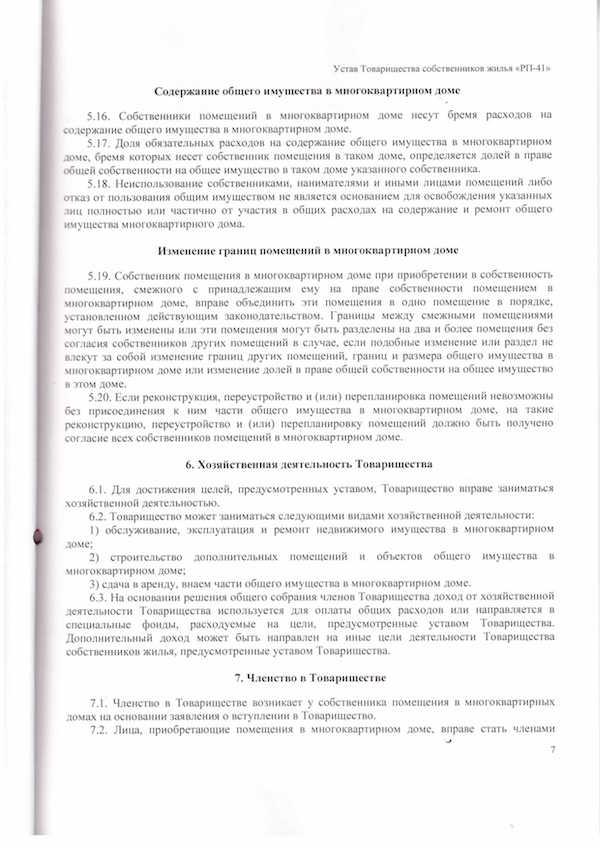 Устав Товарищества собственников жилья «РП-41»
Содержание общего имущества в многоквартирном доме
5.16. Собственники помещений в многоквартирном доме несут бремя расходов на
содержание общего имущества в многоквартирном доме.
5.17. Доля обязательных расходов на содержание общего имущества в многоквартирном
доме, бремя которых несет собственник помещения в таком доме, определяется долей в праве
общей собственности на общее имущество в таком доме указанного собственника.
5.18. Неиспользование собственниками, нанимателями и иными лицами помещений либо
отказ от пользования общим имуществом не является основанием для освобождения указанных
лиц полностью или частично от участия в общих расходах на содержание и ремонт общего
имущества многоквартирного дома.
Изменение границ помещений в многоквартирном доме
5.19. Собственник помещения в многоквартирном доме при приобретении в собственность
помещения, смежного с принадлежащим ему на праве собственности помещением в
многоквартирном доме, вправе объединить эти помещения в одно помещение в порядке,
установленном действующим законодательством. Границы между смежными помещениями
могут быть изменены или эти помещения могут быть разделены на два и более помещения без
согласия собственников других помещений в случае, если подобные изменение или раздел не
влекут за собой изменение границ других помещений, границ и размера общего имущества в
многоквартирном доме или изменение долей в праве общей собственности на общее имущество
в этом доме.
5.20. Если реконструкция, переустройство и (или) перепланировка помещений невозможны
без присоединения к ним части общего имущества в многоквартирном доме, на такие
реконструкцию, переустройство и (или) перепланировку помещений должно быть получено
согласие всех собственников помещений в многоквартирном доме.
6. Хозяйственная деятельность Товарищества
6.1. Для достижения целей, предусмотренных уставом, Товарищество вправе заниматься
хозяйственной деятельностью.
6.2. Товарищество может заниматься следующими видами хозяйственной деятельности:
1) обслуживание, эксплуатация и ремонт недвижимого имущества в многоквартирном
доме;
2) строительство дополнительных помещений и объектов общего имущества в
многоквартирном доме;
3) сдача в аренду, внаем части общего имущества в многоквартирном доме.
6.3. На основании решения общего собрания членов Товарищества доход от хозяйственной
деятельности Товарищества используется для оплаты общих расходов или направляется в
специальные фонды, расходуемые на цели, предусмотренные уставом Товарищества.
Дополнительный доход может быть направлен на иные цели деятельности Товарищества
собственников жилья, предусмотренные уставом Товарищества.
7. Членство в Товариществе
7.1. Членство в Товариществе возникает у собственника помещения в многоквартирных
домах на основании заявления о вступлении в Товарищество.
7.2. Лица, приобретающие помещения в многоквартирном доме, вправе стать членами
7